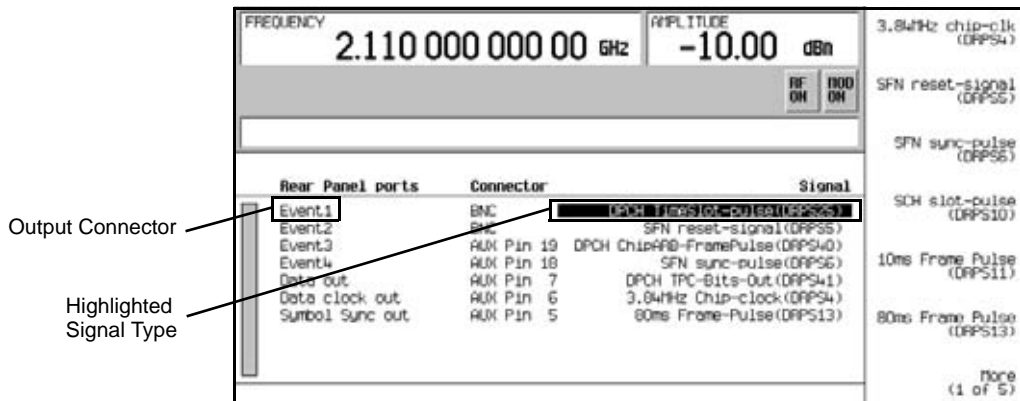 FREQUENCY
2.110 000 000 00 GHz
AMPLITUDE
-10.00 dBm
RF ON
MOD ON
Rear Panel ports Connector Signal
Event1 BNC DPCH TimeSlot-pulse(DRPS25)
Event2 BNC SFN reset-signal(DRPS5)
Event3 AUX Pin 19 DPCH ChipARB-FramePulse(DRPS40)
Event4 AUX Pin 18 SFN sync-pulse(DRPS6)
Data out AUX Pin 7 DPCH TPC-Bits-Out(DRPS41)
Data clock out AUX Pin 6 3.84MHz Chip-clock(DRPS4)
Symbol Sync out AUX Pin 5 80ms Frame-Pulse(DRPS13)
Output Connector
Highlighted
Signal Type
3.84MHz chip-clk
(DRPS4)
SFN reset-signal
(DRPS5)
SFN sync-pulse
(DRPS6)
SCH slot-pulse
(DRPS10)
10ms Frame Pulse
(DRPS11)
80ms Frame Pulse
(DRPS13)
More
(1 of 5)